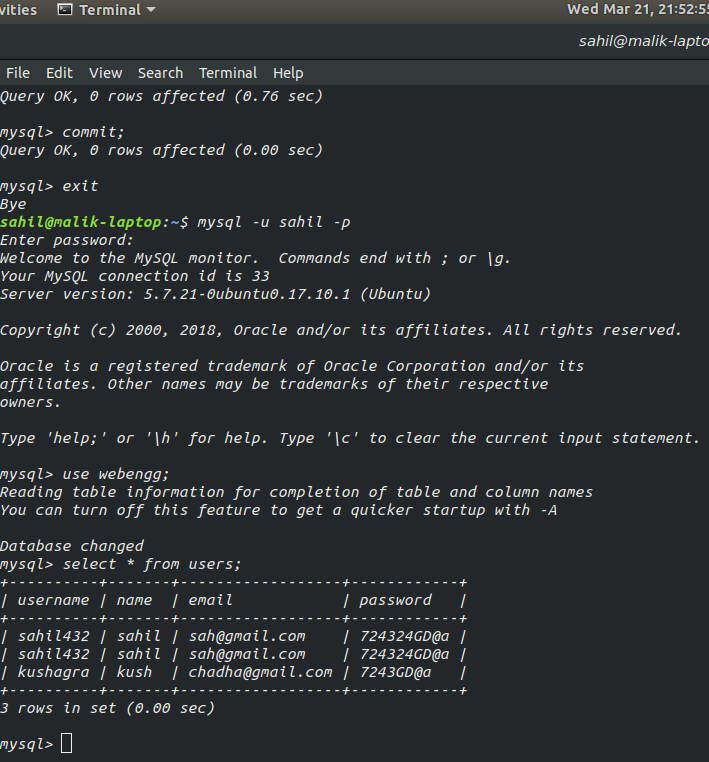 vities Terminal Wed Mar 21, 21:52:55
sahil@malik-lapto
File Edit View Search Terminal Help
Query OK, 0 rows affected (0.76 sec)
mysql> commit;
Query OK, 0 rows affected (0.00 sec)
mysql> exit
Bye
sahil@malik-laptop:~$ mysql -u sahil -p
Enter password:
Welcome to the MySQL monitor.  Commands end with ; or \g.
Your MySQL connection id is 33
Server version: 5.7.21-0ubuntu0.17.10.1 (Ubuntu)
Copyright (c) 2000, 2018, Oracle and/or its affiliates. All rights reserved.
Oracle is a registered trademark of Oracle Corporation and/or its
affiliates. Other names may be trademarks of their respective
owners.
Type 'help;' or '\h' for help. Type '\c' to clear the current input statement.
mysql> use webengg;
Reading table information for completion of table and column names
You can turn off this feature to get a quicker startup with -A
Database changed
mysql> select * from users;
+----------+-------+------------------+------------+
| username | name  | email            | password   |
+----------+-------+------------------+------------+
| sahil432 | sahil | sah@gmail.com    | 724324GD@a |
| sahil432 | sahil | sah@gmail.com    | 724324GD@a |
| kushagra | kush  | chadha@gmail.com | 7243GD@a   |
+----------+-------+------------------+------------+
3 rows in set (0.00 sec)
mysql>